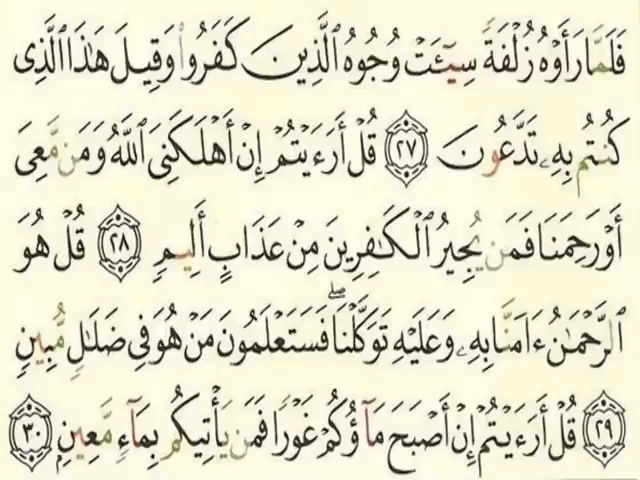 فَلَمَّا رَأَوْهُ زُلْفَةً سِيٓـَٔتْ وُجُوهُ ٱلَّذِينَ كَفَرُوا۟ وَقِيلَ هَٰذَا ٱلَّذِى
كُنتُم بِهِۦ تَدَّعُونَ ٢٧ قُلْ أَرَءَيْتُمْ إِنْ أَهْلَكَنِىَ ٱللَّهُ وَمَن مَّعِىَ
أَوْ رَحِمَنَا فَمَن يُجِيرُ ٱلْكَٰفِرِينَ مِنْ عَذَابٍ أَلِيمٍ ٢٨ قُلْ هُوَ
ٱلرَّحْمَٰنُ ءَامَنَّا بِهِۦ وَعَلَيْهِ تَوَكَّلْنَا ۖ فَسَتَعْلَمُونَ مَنْ هُوَ فِى ضَلَٰلٍ مُّبِينٍ
٢٩ قُلْ أَرَءَيْتُمْ إِنْ أَصْبَحَ مَآؤُكُمْ غَوْرًا فَمَن يَأْتِيكُم بِمَآءٍ مَّعِينٍ ٣٠